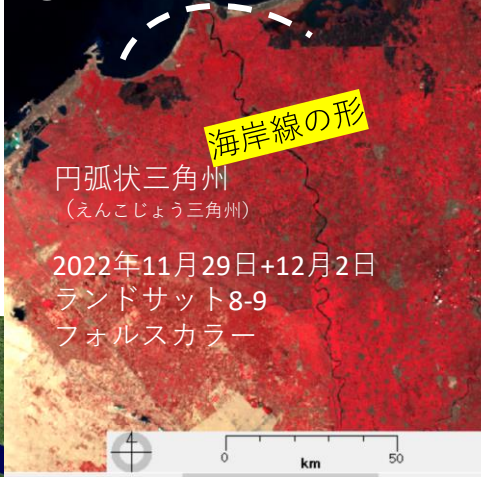 海岸線の形
円弧状三角州
（えんこじょう三角州）
2022年11月29日+12月2日
ランドサット8-9
フォルスカラー
0 50
km